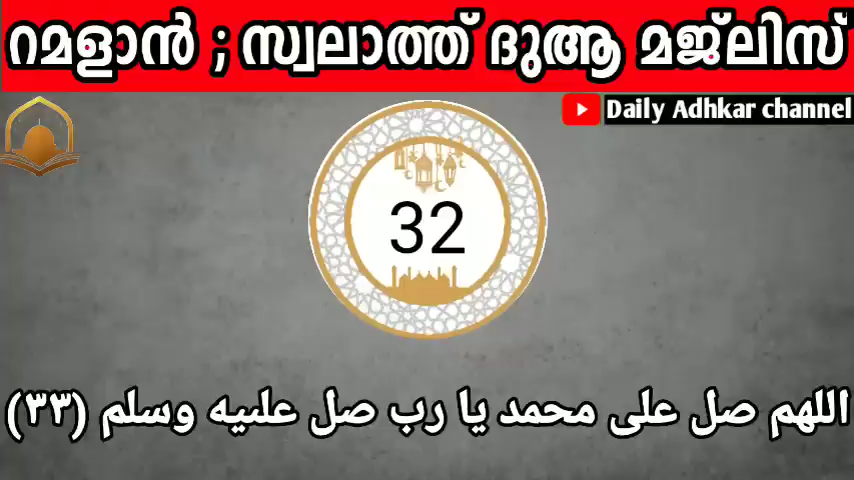 റമളാൻ ; സ്വലാത്ത് ദുആ മജ്ലിസ്
Daily Adhkar channel
32
اللهم صل على محمد يا رب صل عليه وسلم (٣٣)